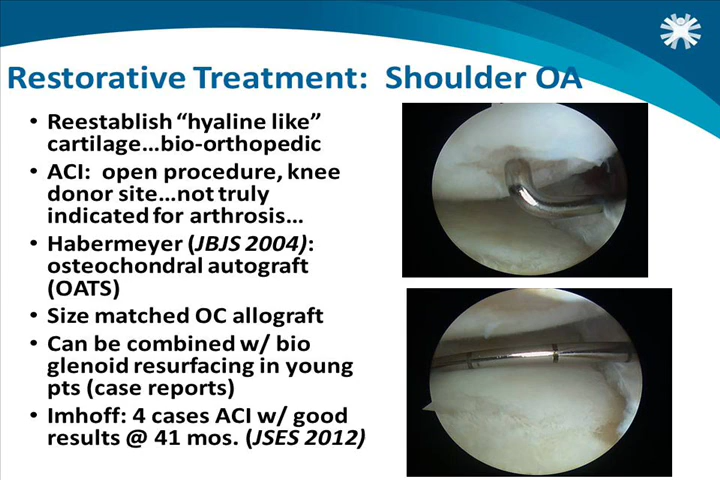 Restorative Treatment:  Shoulder OA
• Reestablish “hyaline like”
cartilage…bio-orthopedic
• ACI:  open procedure, knee
donor site…not truly
indicated for arthrosis…
• Habermeyer (JBJS 2004):
osteochondral autograft
(OATS)
• Size matched OC allograft
• Can be combined w/ bio
glenoid resurfacing in young
pts (case reports)
• Imhoff: 4 cases ACI w/ good
results @ 41 mos. (JSES 2012)